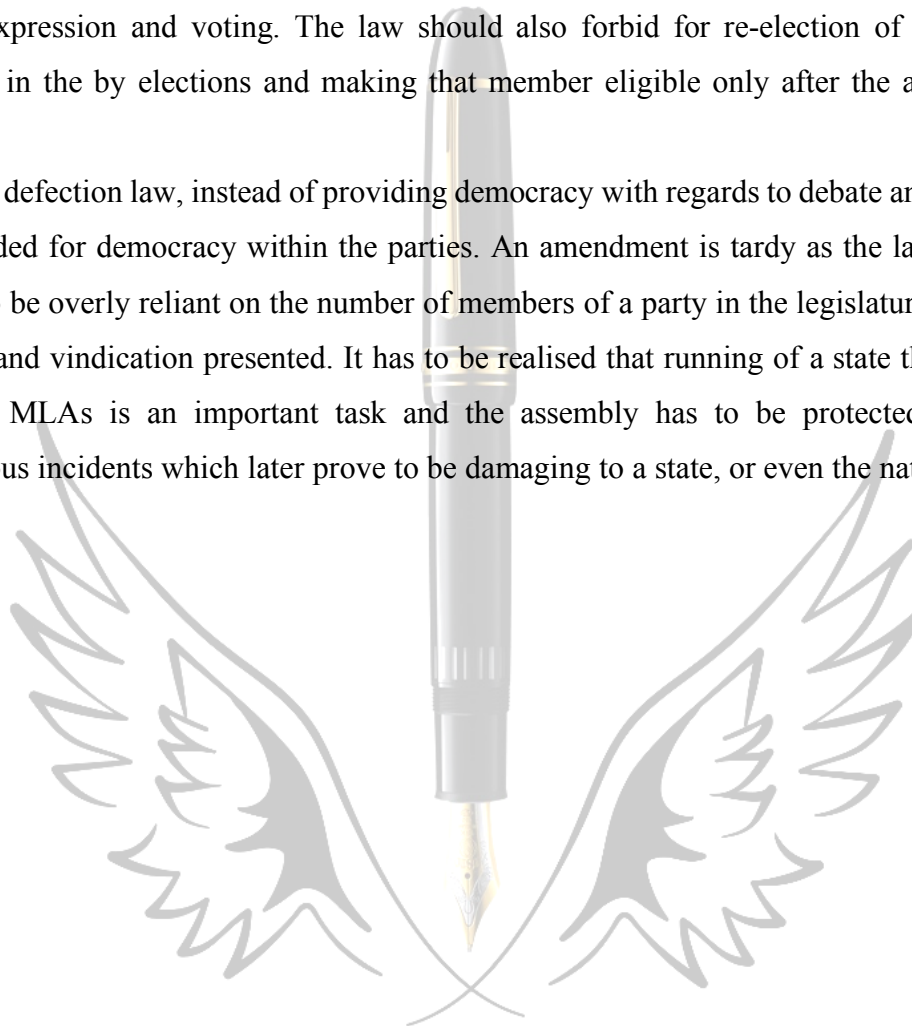 xpression and voting. The law should also forbid for re-election of
in the by elections and making that member eligible only after the a
defection law, instead of providing democracy with regards to debate
ded for democracy within the parties. An amendment is tardy as the la
be overly reliant on the number of members of a party in the legislatur
and vindication presented. It has to be realised that running of a state
MLAs is an important task and the assembly has to be protected
ous incidents which later prove to be damaging to a state, or even the nat